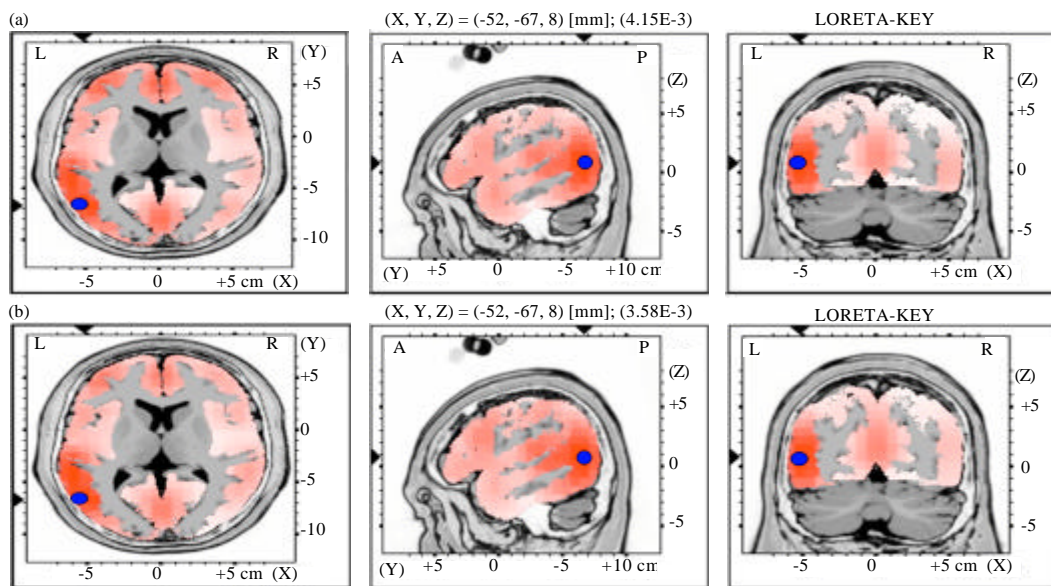 (a) (X, Y, Z) = (-52, -67, 8) [mm]; (4.15E-3) LORETA-KEY
L R (Y) A P (Z) L R (Z)
+5 +5 +5
0 0 0
-5 -5 -5
-10
-5 0 +5 cm (X) (Y) +5 0 -5 +10 cm -5 0 +5 cm (X)
(b) (X, Y, Z) = (-52, -67, 8) [mm]; (3.58E-3) LORETA-KEY
L R (Y) A P (Z) L R (Z)
+5 +5 +5
0 0 0
-5 -5 -5
-10
-5 0 +5 cm (X) (Y) +5 0 -5 +10 cm -5 0 +5 cm (X)